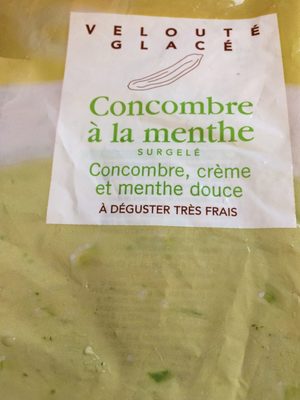 VELOUTÉ
GLACÉ
Concombre
à la menthe
SURGELÉ
Concombre, crème
et menthe douce
À DÉGUSTER TRÈS FRAIS